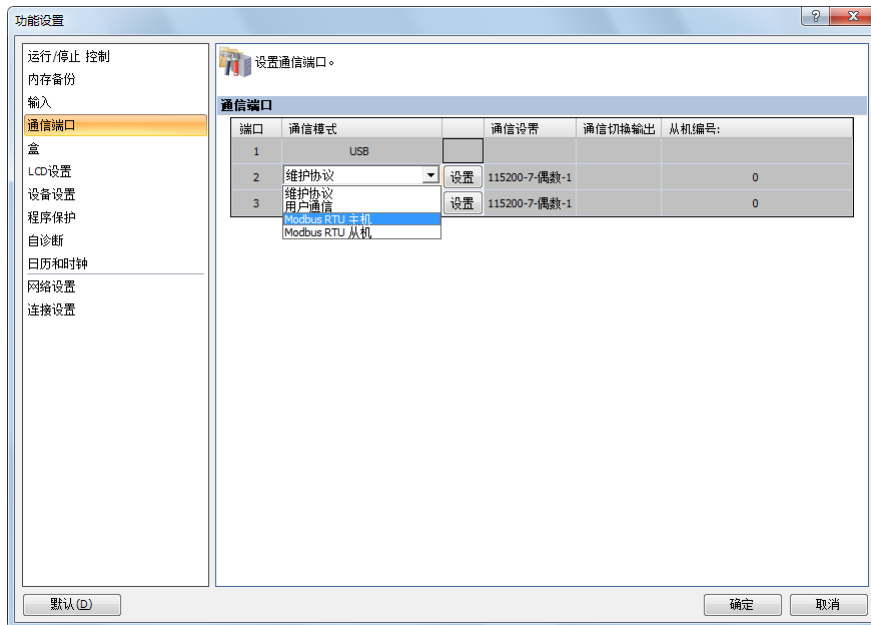 功能设置
?
运行/停止 控制
内存备份
输入
通信端口
盒
LCD设置
设备设置
程序保护
自诊断
日历和时钟
网络设置
连接设置
设置通信端口。
通信端口
端口 通信模式 通信设置 通信切换输出 从机编号:
1 USB
2 维护协议 设置 115200-7-偶数-1 0
维护协议
用户通信
3 设置 115200-7-偶数-1 0
Modbus RTU 主机
Modbus RTU 从机
默认(D)
确定
取消